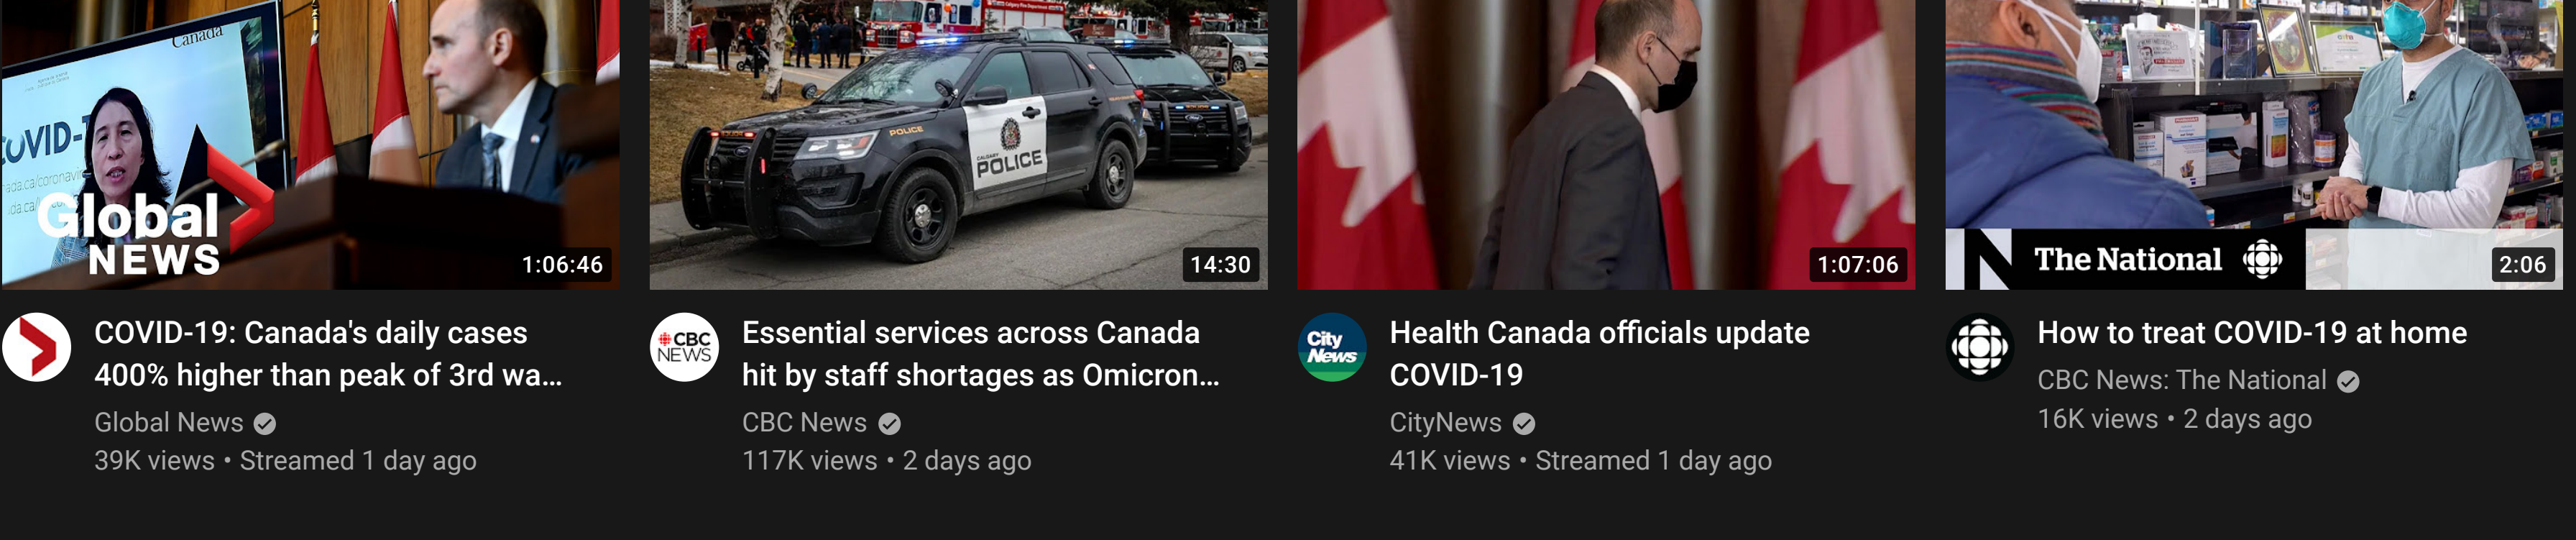 Canada
COVID-1
Global
NEWS
1:06:46
COVID-19: Canada's daily cases
400% higher than peak of 3rd wa...
Global News
39K views • Streamed 1 day ago
POLICE
CALGARY
POLICE
14:30
CBC
NEWS
Essential services across Canada
hit by staff shortages as Omicron...
CBC News
117K views • 2 days ago
1:07:06
City
News
Health Canada officials update
COVID-19
CityNews
41K views • Streamed 1 day ago
N The National
2:06
How to treat COVID-19 at home
CBC News: The National
16K views • 2 days ago